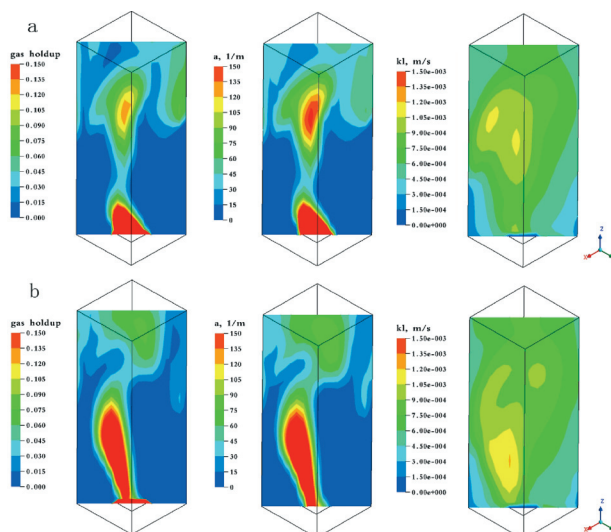 a
gas holdup
0.150
0.135
0.120
0.105
0.090
0.075
0.060
0.045
0.030
0.015
0.000
a, 1/m
150
135
120
105
90
75
60
45
30
15
0
kl, m/s
1.50e-003
1.35e-003
1.20e-003
1.05e-003
9.00e-004
7.50e-004
6.00e-004
4.50e-004
3.00e-004
1.50e-004
0.00e+000
Z
X
b
gas holdup
0.150
0.135
0.120
0.105
0.090
0.075
0.060
0.045
0.030
0.015
0.000
a, 1/m
150
135
120
105
90
75
60
45
30
15
0
kl, m/s
1.50e-003
1.35e-003
1.20e-003
1.05e-003
9.00e-004
7.50e-004
6.00e-004
4.50e-004
3.00e-004
1.50e-004
0.00e+000
Z
X